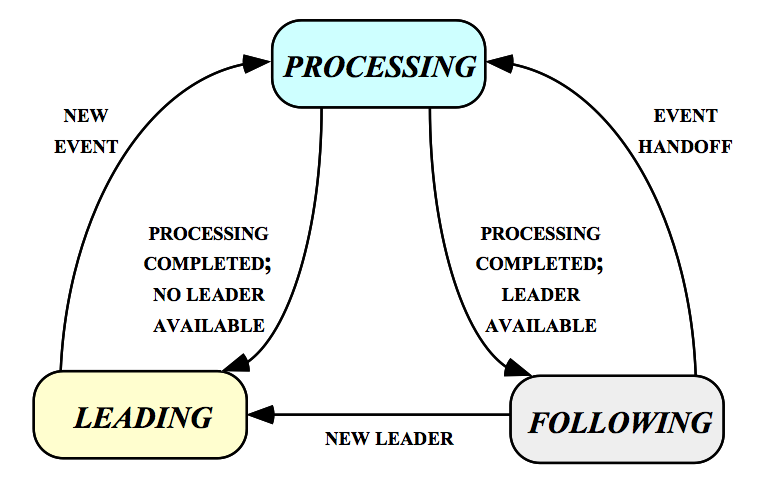 PROCESSING
NEW
EVENT
EVENT
HANDOFF
PROCESSING
COMPLETED;
NO LEADER
AVAILABLE
PROCESSING
COMPLETED;
LEADER
AVAILABLE
LEADING
FOLLOWING
NEW LEADER